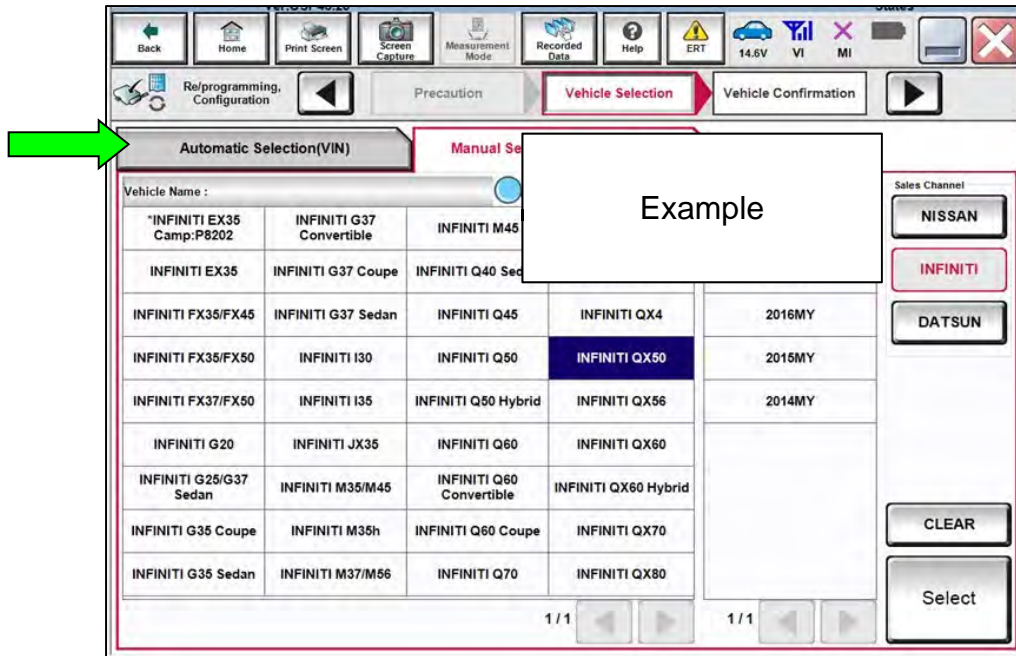 Back
Home
Print Screen
Screen
Capture
Measurement
Mode
Recorded
Data
Help
ERT
14.6V
VI
MI
Re/programming,
Configuration
Precaution
Vehicle Selection
Vehicle Confirmation
Automatic Selection(VIN)
Manual Se
Example
Vehicle Name :
Sales Channel
*INFINITI EX35
Camp:P8202
INFINITI G37
Convertible
INFINITI M45
NISSAN
INFINITI EX35
INFINITI G37 Coupe
INFINITI Q40 Sed
INFINITI
INFINITI FX35/FX45
INFINITI G37 Sedan
INFINITI Q45
INFINITI QX4
2016MY
DATSUN
INFINITI FX35/FX50
INFINITI I30
INFINITI Q50
INFINITI QX50
2015MY
INFINITI FX37/FX50
INFINITI I35
INFINITI Q50 Hybrid
INFINITI QX56
2014MY
INFINITI G20
INFINITI JX35
INFINITI Q60
INFINITI QX60
INFINITI G25/G37
Sedan
INFINITI M35/M45
INFINITI Q60
Convertible
INFINITI QX60 Hybrid
INFINITI G35 Coupe
INFINITI M35h
INFINITI Q60 Coupe
INFINITI QX70
CLEAR
INFINITI G35 Sedan
INFINITI M37/M56
INFINITI Q70
INFINITI QX80
Select
1/1
1/1